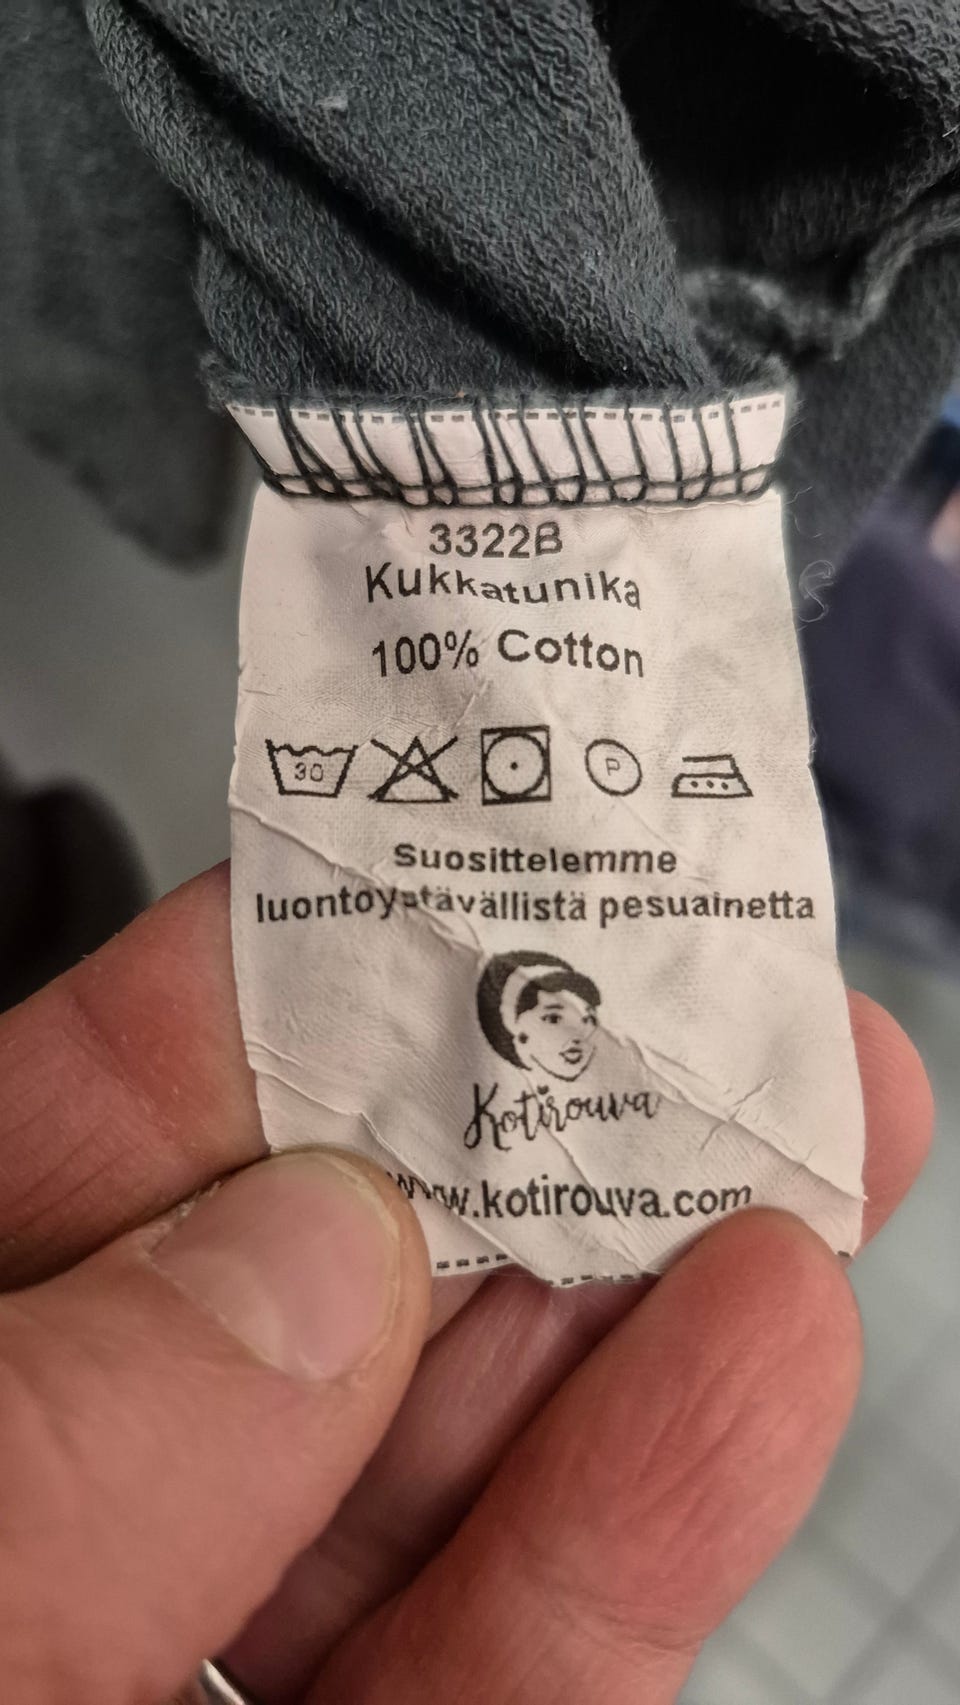 3322B
Kukkatunika
100% Cotton
30
P
Suosittelemme
luontoystävällistä pesuainetta
Kotirouva
www.kotirouva.com